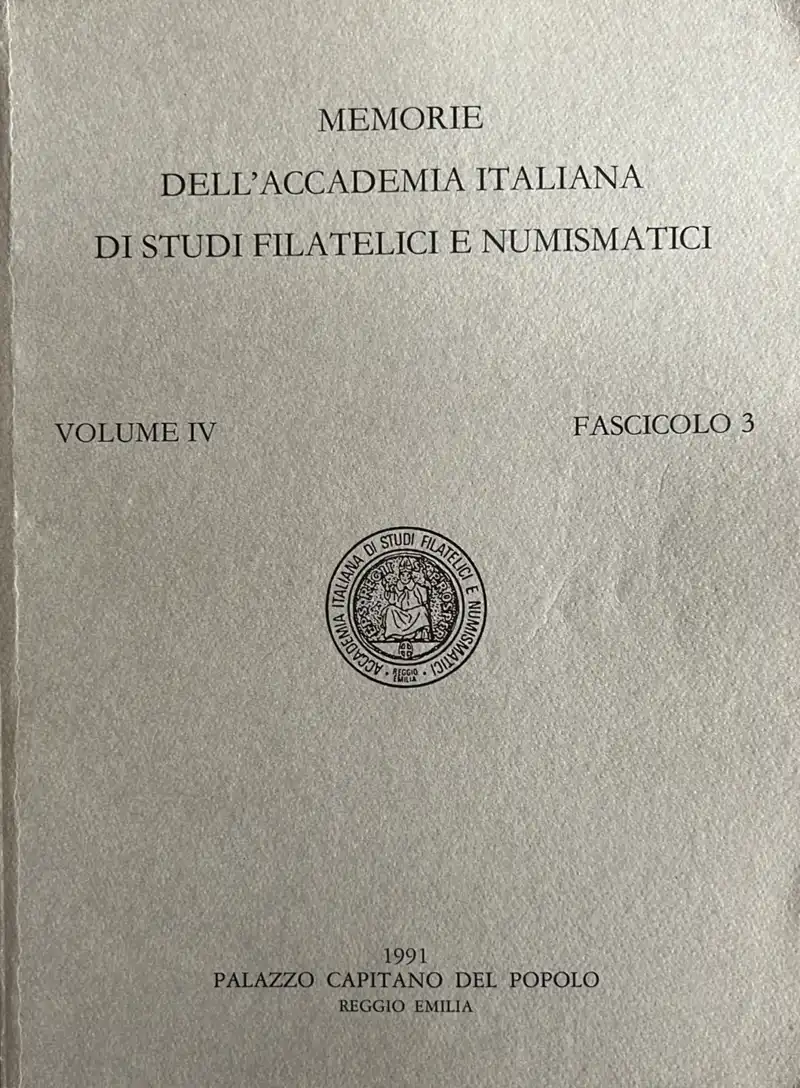 MEMORIE
DELL'ACCADEMIA ITALIANA
DI STUDI FILATELICI E NUMISMATICI
VOLUME IV
FASCICOLO 3
ACCADEMIA ITALIANA DI STUDI FILATELICI E NUMISMATICI
· REGGIO EMILIA ·
1991
PALAZZO CAPITANO DEL POPOLO
REGGIO EMILIA